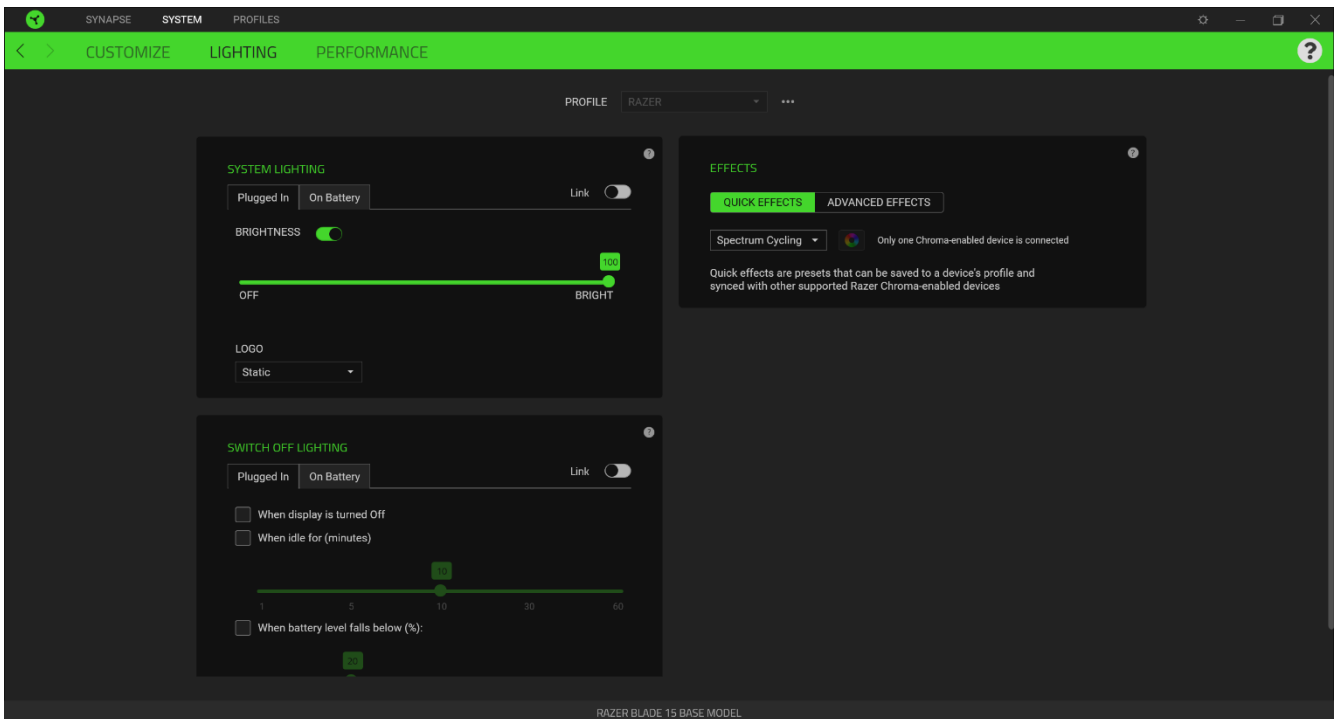 SYNAPSE SYSTEM PROFILES
CUSTOMIZE LIGHTING PERFORMANCE ?
PROFILE RAZER
SYSTEM LIGHTING
?
Plugged In On Battery Link
BRIGHTNESS
100
OFF BRIGHT
LOGO
Static
EFFECTS
?
QUICK EFFECTS ADVANCED EFFECTS
Spectrum Cycling Only one Chroma-enabled device is connected
Quick effects are presets that can be saved to a device's profile and
synced with other supported Razer Chroma-enabled devices
SWITCH OFF LIGHTING
?
Plugged In On Battery Link
When display is turned Off
When idle for (minutes)
10
1 5 10 30 60
When battery level falls below (%):
20
RAZER BLADE 15 BASE MODEL